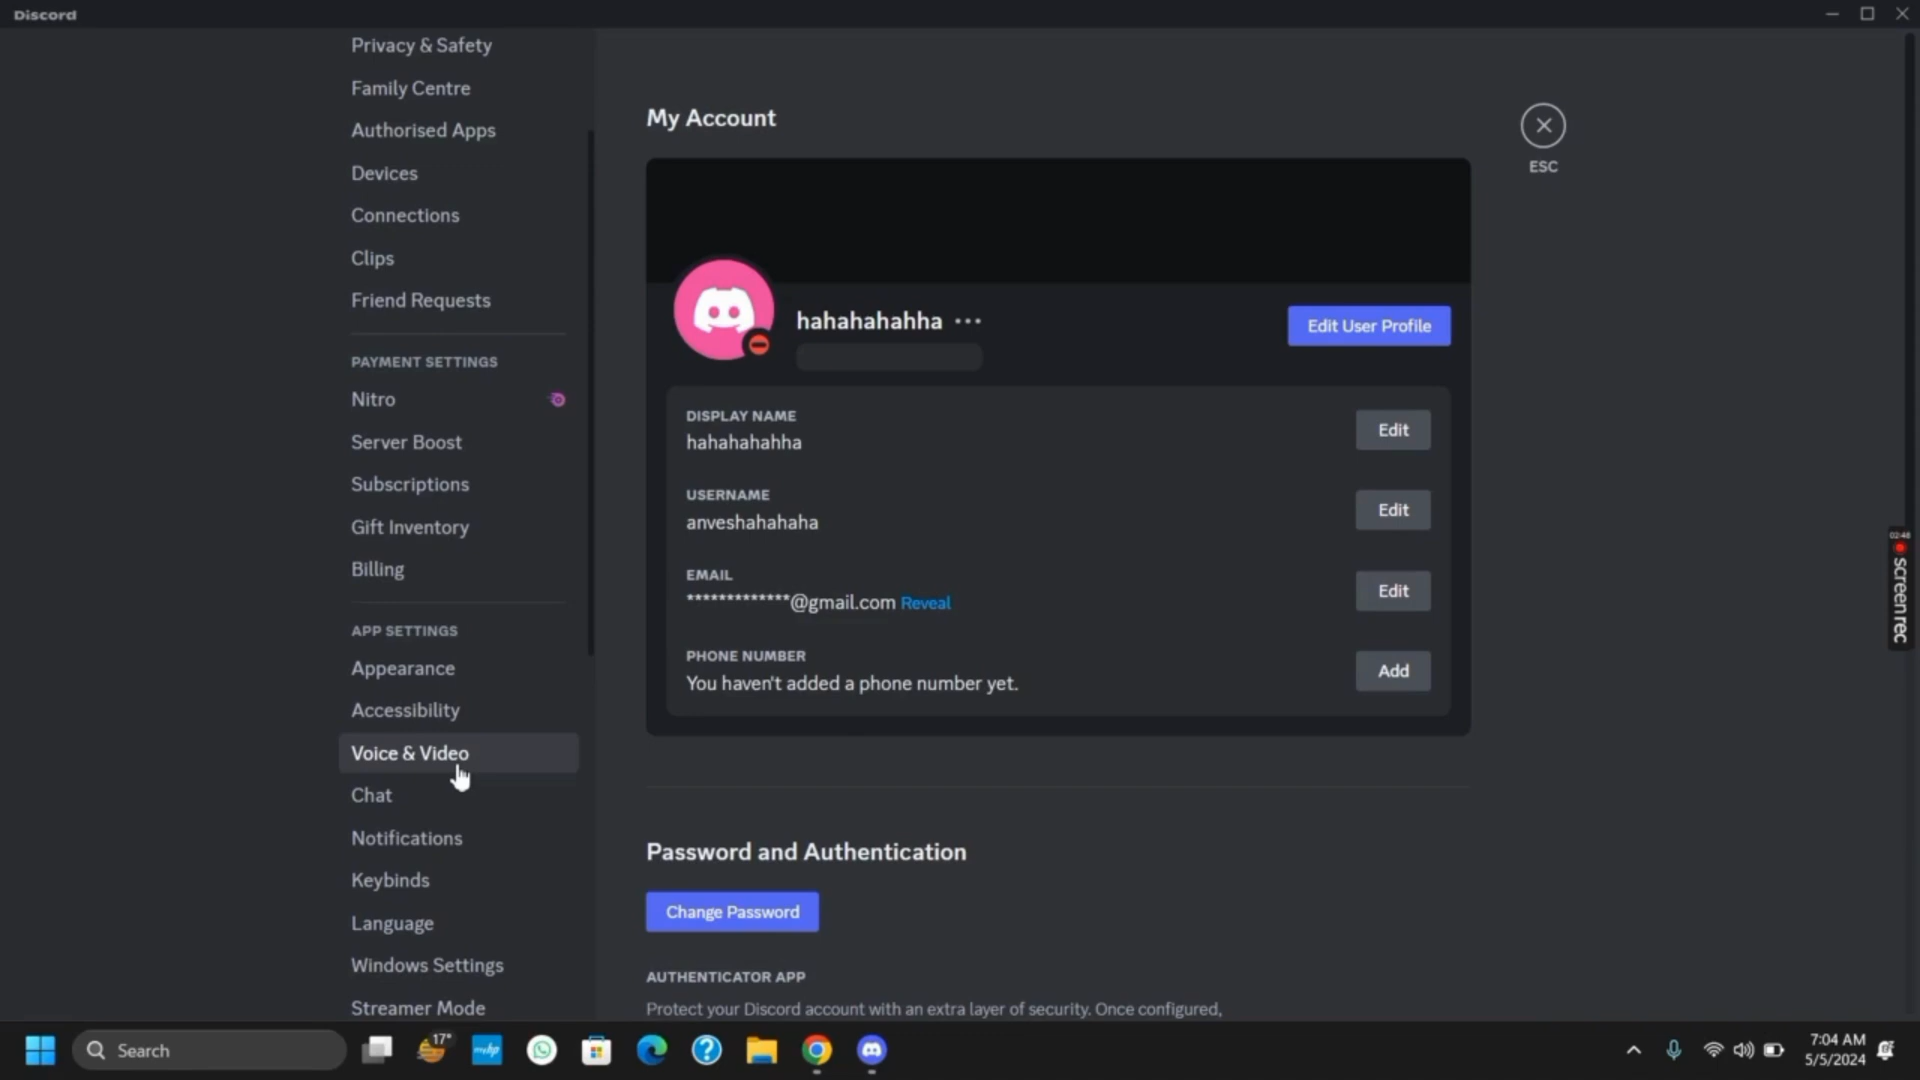 Discord
Privacy & Safety
Family Centre
Authorised Apps
Devices
Connections
Clips
Friend Requests
PAYMENT SETTINGS
Nitro
Server Boost
Subscriptions
Gift Inventory
Billing
APP SETTINGS
Appearance
Accessibility
Voice & Video
Chat
Notifications
Keybinds
Language
Windows Settings
Streamer Mode
My Account
ESC
hahahahahha
Edit User Profile
DISPLAY NAME
hahahahahha
Edit
USERNAME
anveshahahaha
Edit
EMAIL
*************@gmail.com Reveal
Edit
PHONE NUMBER
You haven't added a phone number yet.
Add
Password and Authentication
Change Password
AUTHENTICATOR APP
Protect your Discord account with an extra layer of security. Once configured,
02:48
screenrec
Search
17°
myhp
7:04 AM
5/5/2024